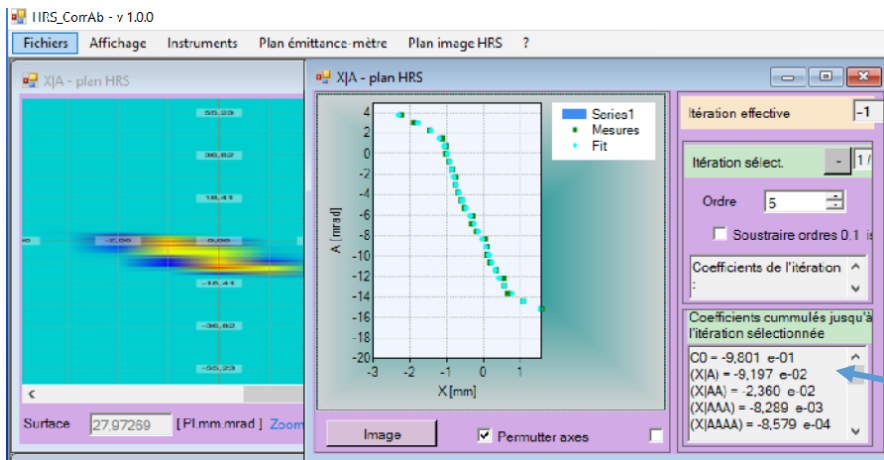 HRS_CorrAb - v 1.0.0
Fichiers Affichage Instruments Plan émittance-mètre Plan image HRS ?
X|A - plan HRS
55,23
36,82
18,41
-2,00 0,00
-18,41
-36,82
-55,23
Surface 27,97269 [PI.mm.mrad] Zoom
X|A - plan HRS
4
2
0
-2
-4
-6
-8
-10
-12
-14
-16
-18
-20
A [mrad]
-3 -2 -1 0 1
X [mm]
Series1
Mesures
Fit
Image Permutter axes
Itération effective -1
Itération sélect. - 1/
Ordre 5
Soustraire ordres 0.1
Coefficients de l'itération
:
Coefficients cummulés jusqu'à
l'itération sélectionnée
C0 = -9,801 e-01
(X|A) = -9,197 e-02
(X|AA) = -2,360 e-02
(X|AAA) = -8,289 e-03
(X|AAAA) = -8,579 e-04